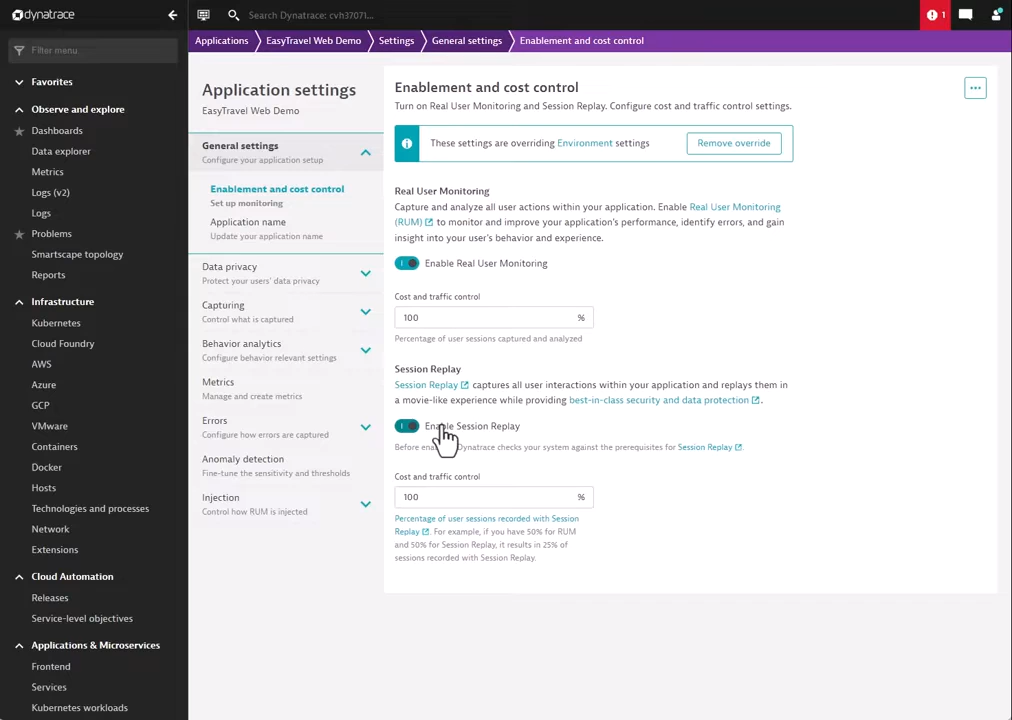 dynatrace
Search Dynatrace: cvh3707)...
1
Filter menu
Favorites
Observe and explore
Dashboards
Data explorer
Metrics
Logs (v2)
Logs
Problems
Smartscape topology
Reports
Infrastructure
Kubernetes
Cloud Foundry
AWS
Azure
GCP
VMware
Containers
Docker
Hosts
Technologies and processes
Network
Extensions
Cloud Automation
Releases
Service-level objectives
Applications & Microservices
Frontend
Services
Kubernetes workloads
Applications
EasyTravel Web Demo
Settings
General settings
Enablement and cost control
Application settings
EasyTravel Web Demo
General settings
Configure your application setup
Enablement and cost control
Set up monitoring
Application name
Update your application name
Data privacy
Protect your users' data privacy
Capturing
Control what is captured
Behavior analytics
Configure behavior relevant settings
Metrics
Manage and create metrics
Errors
Configure how errors are captured
Anomaly detection
Fine-tune the sensitivity and thresholds
Injection
Control how RUM is injected
Enablement and cost control
Turn on Real User Monitoring and Session Replay. Configure cost and traffic control settings.
These settings are overriding Environment settings
Remove override
Real User Monitoring
Capture and analyze all user actions within your application. Enable Real User Monitoring
(RUM) to monitor and improve your application's performance, identify errors, and gain
insight into your user's behavior and experience.
Enable Real User Monitoring
Cost and traffic control
100 %
Percentage of user sessions captured and analyzed
Session Replay
Session Replay captures all user interactions within your application and replays them in
a movie-like experience while providing best-in-class security and data protection.
Enable Session Replay
Before Dynatrace checks your system against the prerequisites for Session Replay.
Cost and traffic control
100 %
Percentage of user sessions recorded with Session
Replay. For example, if you have 50% for RUM
and 50% for Session Replay, it results in 25% of
sessions recorded with Session Replay.